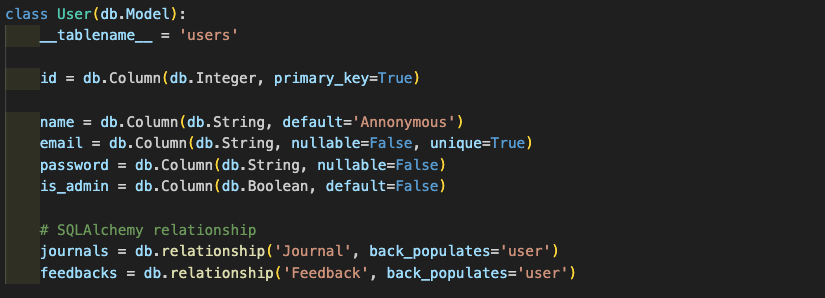 class User(db.Model):
    __tablename__ = 'users'
    id = db.Column(db.Integer, primary_key=True)
    name = db.Column(db.String, default='Annonymous')
    email = db.Column(db.String, nullable=False, unique=True)
    password = db.Column(db.String, nullable=False)
    is_admin = db.Column(db.Boolean, default=False)
    # SQLAlchemy relationship
    journals = db.relationship('Journal', back_populates='user')
    feedbacks = db.relationship('Feedback', back_populates='user')